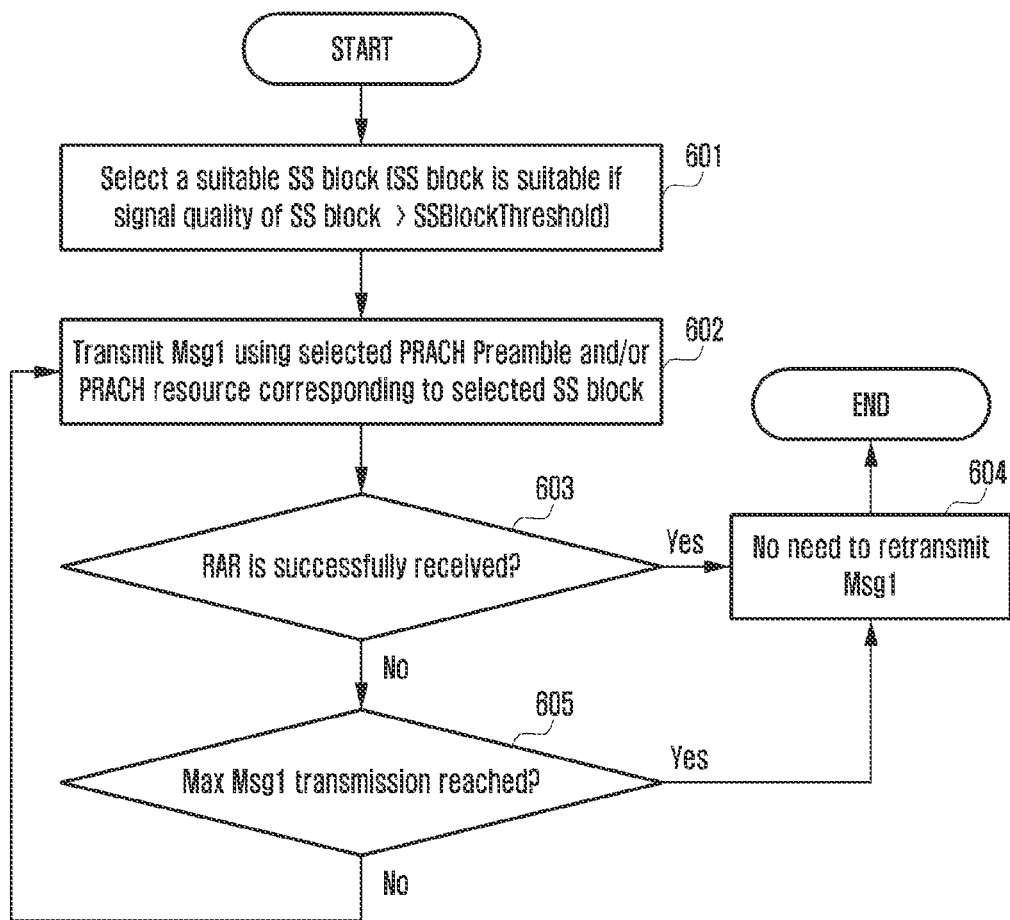 START
601
Select a suitable SS block (SS block is suitable if
signal quality of SS block > SSBlockThreshold)
602
Transmit Msg1 using selected PRACH Preamble and/or
PRACH resource corresponding to selected SS block
END
603
604
RAR is successfully received?
Yes
No need to retransmit
Msg1
No
605
Max Msg1 transmission reached?
Yes
No